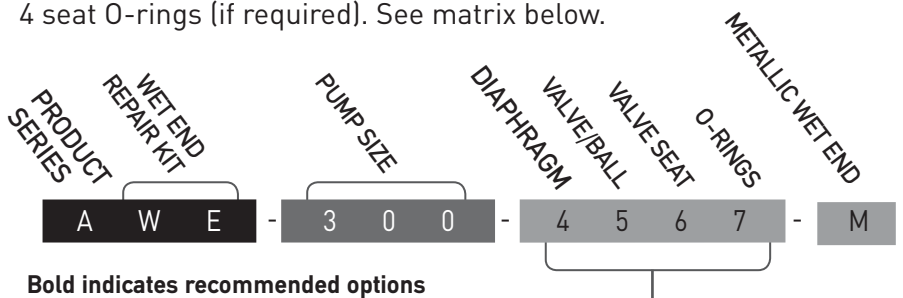 4 seat O-rings (if required). See matrix below.
PRODUCT
SERIES
WET END
REPAIR KIT
PUMP SIZE
DIAPHRAGM
VALVE/BALL
VALVE SEAT
O-RINGS
METALLIC WET END
A W E - 3 0 0 - 4 5 6 7 - M
Bold indicates recommended options